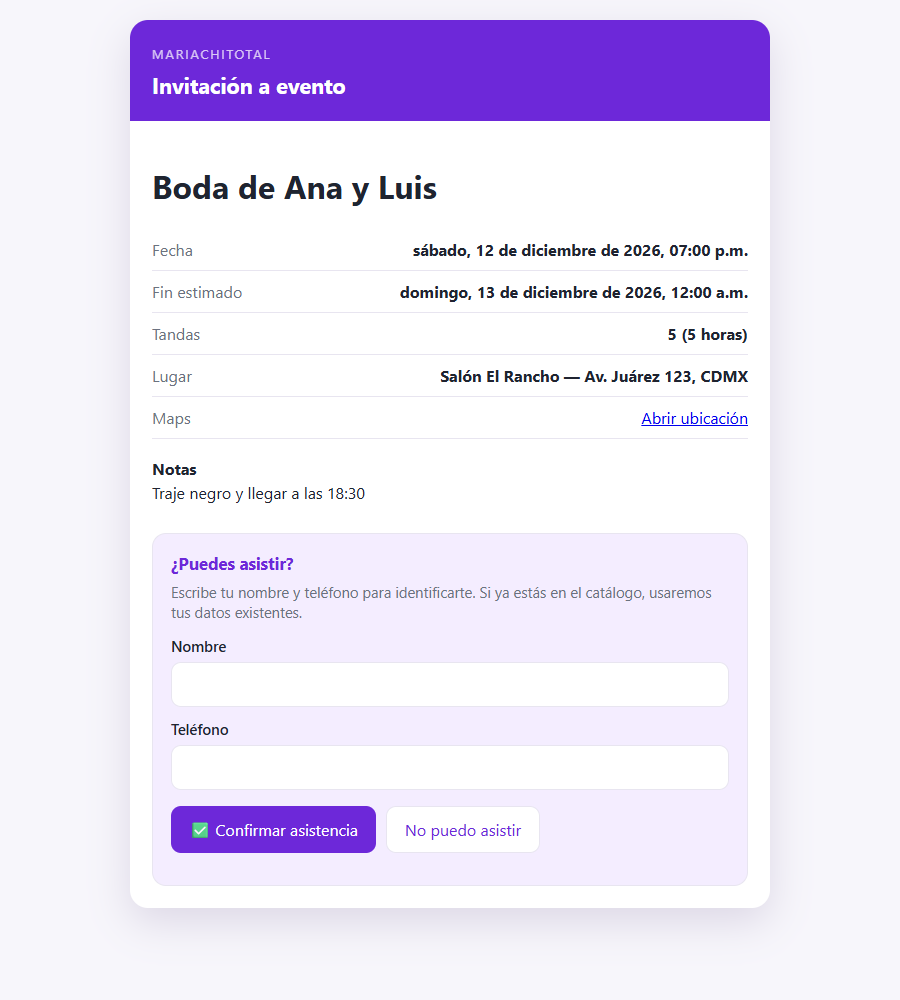 MARIACHITOTAL
Invitación a evento
Boda de Ana y Luis
Fecha sábado, 12 de diciembre de 2026, 07:00 p.m.
Fin estimado domingo, 13 de diciembre de 2026, 12:00 a.m.
Tandas 5 (5 horas)
Lugar Salón El Rancho — Av. Juárez 123, CDMX
Maps Abrir ubicación
Notas
Traje negro y llegar a las 18:30
¿Puedes asistir?
Escribe tu nombre y teléfono para identificarte. Si ya estás en el catálogo, usaremos
tus datos existentes.
Nombre
Teléfono
✅ Confirmar asistencia No puedo asistir